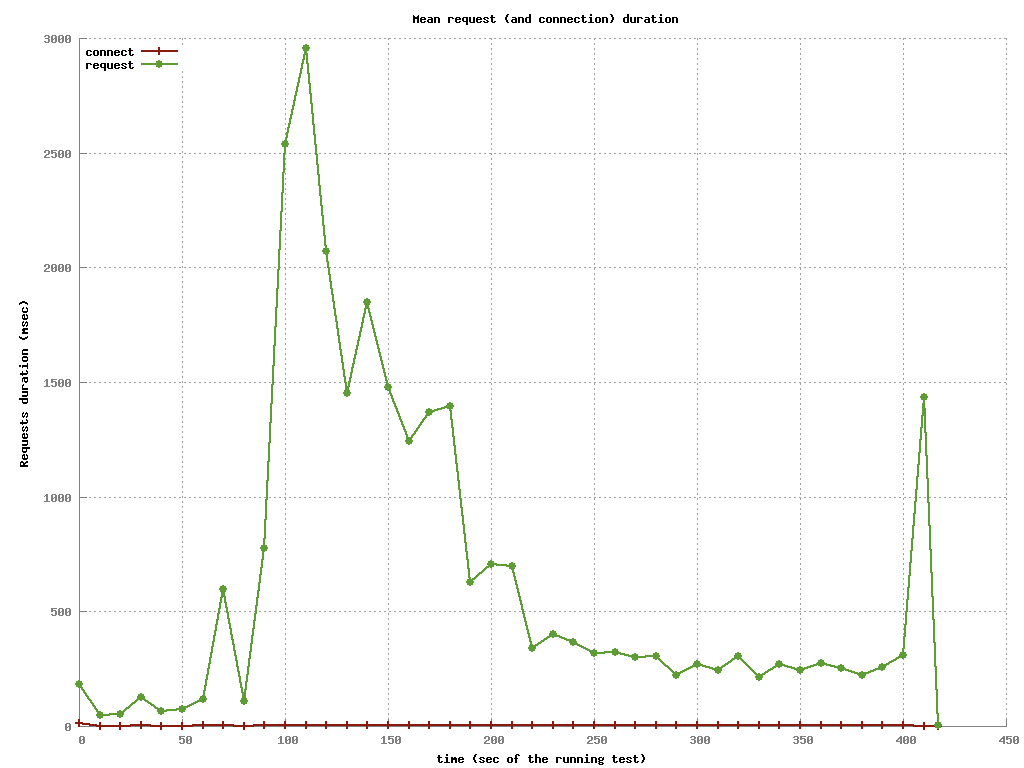 Mean request (and connection) duration
3000
connect
request
2500
2000
Requests duration (msec)
1500
1000
500
0
0 50 100 150 200 250 300 350 400 450
time (sec of the running test)